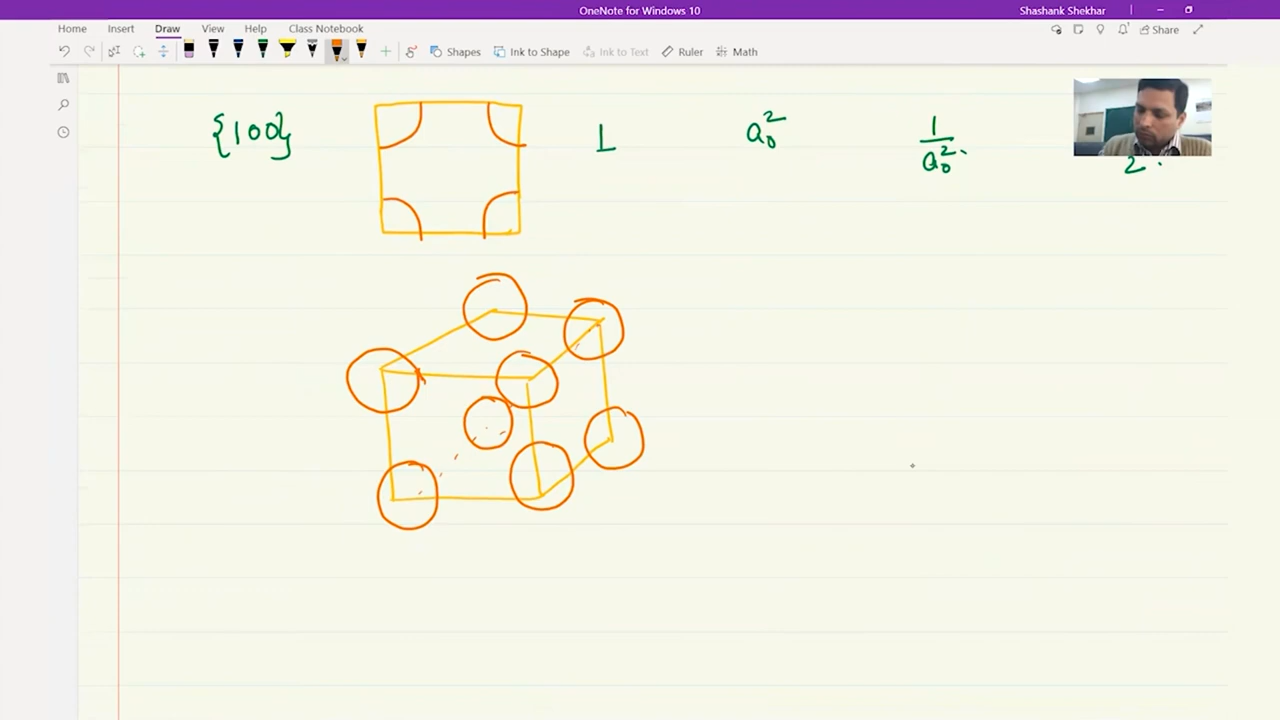 OneNote for Windows 10
Shashank Shekhar
Home Insert Draw View Help Class Notebook
Shapes Ink to Shape Ink to Text Ruler Math Share
{100} 1 a₀² 1/a₀². 2.